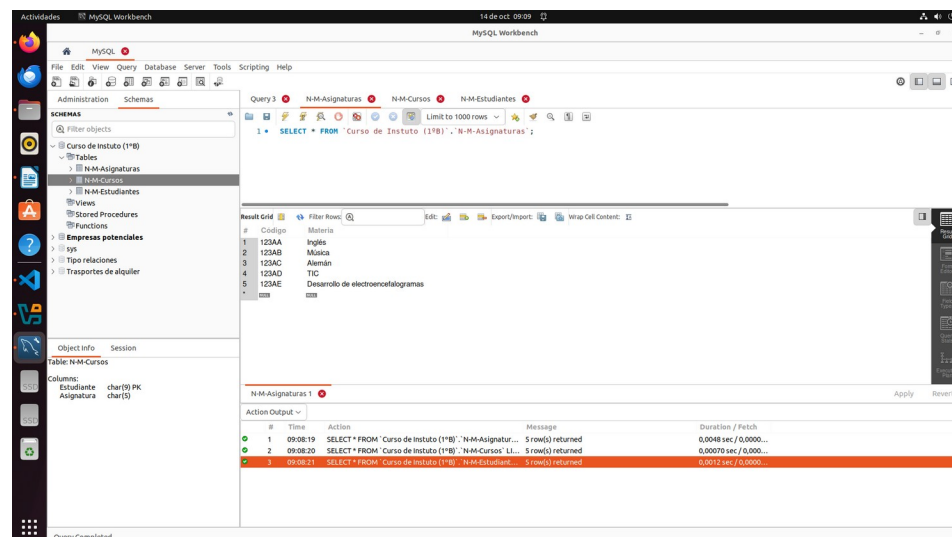 Actividades MySQL Workbench 14 de oct 09:09
MySQL Workbench
MySQL
File Edit View Query Database Server Tools Scripting Help
Administration Schemas
Query 3 N-M-Asignaturas N-M-Cursos N-M-Estudiantes
SCHEMAS
Filter objects
Limit to 1000 rows
1 SELECT * FROM `Curso de Instuto (1ºB)`.`N-M-Asignaturas`;
Curso de Instuto (1ºB)
Tables
N-M-Asignaturas
N-M-Cursos
N-M-Estudiantes
Views
Stored Procedures
Functions
Empresas potenciales
sys
Tipo relaciones
Trasportes de alquiler
Result Grid Filter Rows: Edit: Export/Import: Wrap Cell Content:
# Código Materia
1 123AA Inglés
2 123AB Música
3 123AC Alemán
4 123AD TIC
5 123AE Desarrollo de electroencefalogramas
* NULL NULL
Object Info Session
Table: N-M-Cursos
Columns:
Estudiante char(9) PK
Asignatura char(5)
N-M-Asignaturas 1 Apply Rever
Action Output
# Time Action Message Duration / Fetch
1 09:08:19 SELECT * FROM `Curso de Instuto (1ºB)`.`N-M-Asignatur... 5 row(s) returned 0,0048 sec / 0,0000...
2 09:08:20 SELECT * FROM `Curso de Instuto (1ºB)`.`N-M-Cursos` LI... 5 row(s) returned 0,00070 sec / 0,000...
3 09:08:21 SELECT * FROM `Curso de Instuto (1ºB)`.`N-M-Estudiant... 5 row(s) returned 0,0012 sec / 0,0000...
SSD
SSD
Query Completed